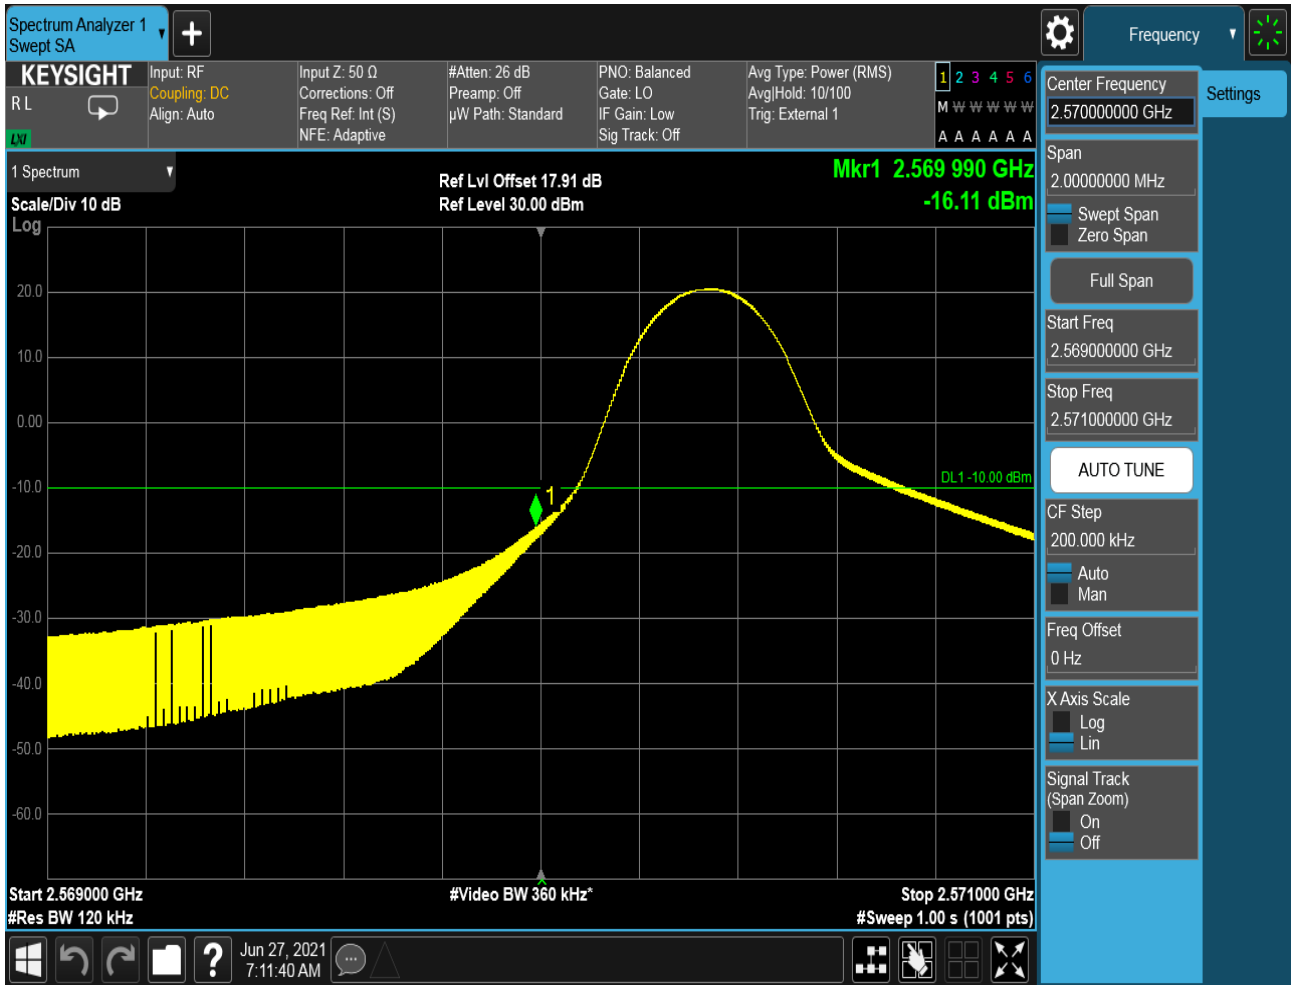 Spectrum Analyzer 1
Swept SA
Frequency
KEYSIGHT
R L
LXI
Input: RF
Coupling: DC
Align: Auto
Input Z: 50 Ω
Corrections: Off
Freq Ref: Int (S)
NFE: Adaptive
#Atten: 26 dB
Preamp: Off
µW Path: Standard
PNO: Balanced
Gate: LO
IF Gain: Low
Sig Track: Off
Avg Type: Power (RMS)
Avg|Hold: 10/100
Trig: External 1
1 2 3 4 5 6
M W W W W W
A A A A A A
1 Spectrum
Scale/Div 10 dB
Log
Ref Lvl Offset 17.91 dB
Ref Level 30.00 dBm
Mkr1 2.569 990 GHz
-16.11 dBm
20.0
10.0
0.00
-10.0
-20.0
-30.0
-40.0
-50.0
-60.0
1
DL1 -10.00 dBm
Start 2.569000 GHz
#Res BW 120 kHz
#Video BW 360 kHz*
Stop 2.571000 GHz
#Sweep 1.00 s (1001 pts)
Center Frequency
2.570000000 GHz
Settings
Span
2.00000000 MHz
Swept Span
Zero Span
Full Span
Start Freq
2.569000000 GHz
Stop Freq
2.571000000 GHz
AUTO TUNE
CF Step
200.000 kHz
Auto
Man
Freq Offset
0 Hz
X Axis Scale
Log
Lin
Signal Track
(Span Zoom)
On
Off
?
Jun 27, 2021
7:11:40 AM